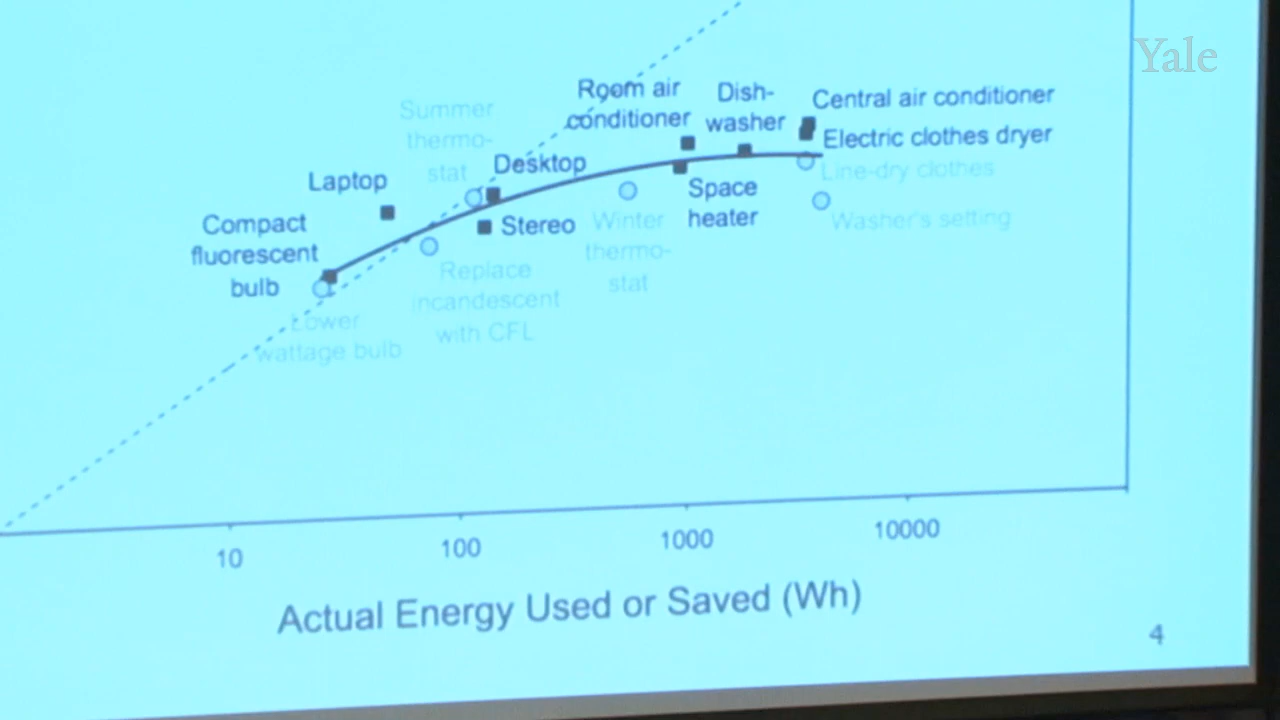 Yale
Room air
conditioner
Dish-
washer
Central air conditioner
Electric clothes dryer
Summer
thermo-
stat
Desktop
Line-dry clothes
Laptop
Space
heater
Washer's setting
Compact
fluorescent
bulb
Stereo
Winter
thermo-
stat
Replace
incandescent
with CFL
Lower
wattage bulb
10
100
1000
10000
Actual Energy Used or Saved (Wh)
4